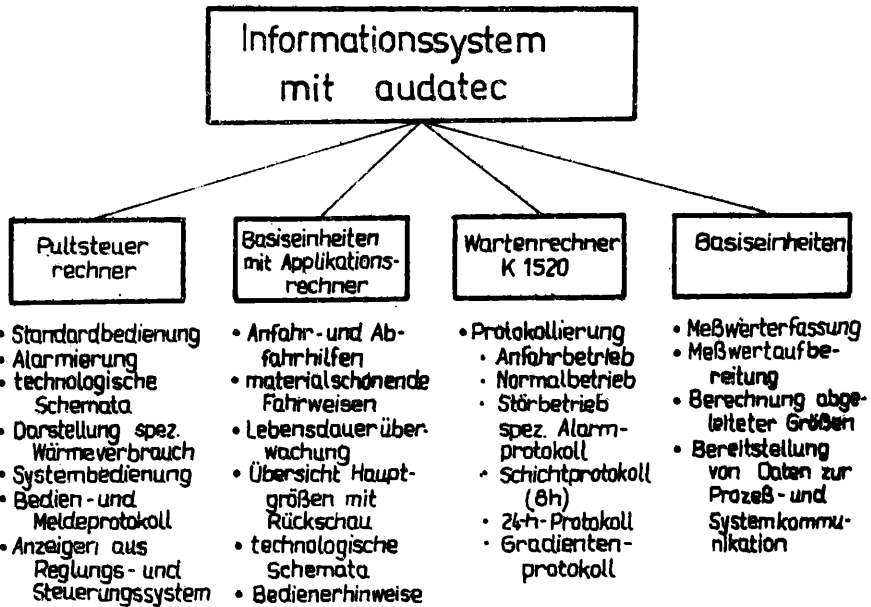 Informationssystem
mit audatec
Pultsteuer
rechner
• Standardbedienung
• Alarmierung
• technologische
Schemata
• Darstellung spez.
Wärmeverbrauch
• Systembedienung
• Bedien- und
Meldeprotokoll
• Anzeigen aus
Reglungs- und
Steuerungssystem
Basiseinheiten
mit Applikations-
rechner
• Anfahr- und Ab-
fahrhilfen
• materialschonende
Fahrweisen
• Lebensdauerüber-
wachung
• Übersicht Haupt-
größen mit
Rückschau
• technologische
Schemata
• Bedienerhinweise
Wartenrechner
K 1520
• Protokollierung
· Anfahrbetrieb
· Normalbetrieb
· Störbetrieb
spez. Alarm-
protokoll
· Schichtprotokoll
(8h)
· 24-h-Protokoll
· Gradienten-
protokoll
Basiseinheiten
• Meßwerterfassung
• Meßwertaufbe-
reitung
• Berechnung abge-
leiteter Größen
• Bereitstellung
von Daten zur
Prozeß- und
Systemkommu-
nikation